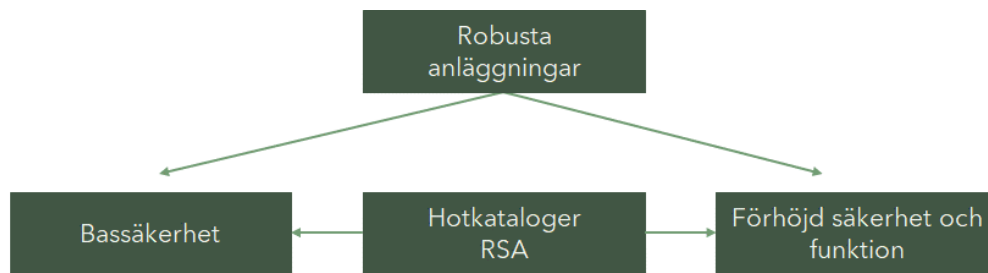 Robusta
anläggningar
Bassäkerhet
Hotkataloger
RSA
Förhöjd säkerhet och
funktion